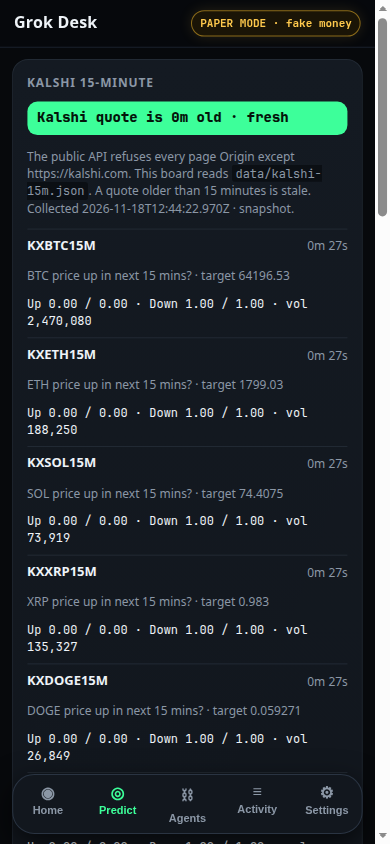 Grok Desk
PAPER MODE · fake money
KALSHI 15-MINUTE
Kalshi quote is 0m old · fresh
The public API refuses every page Origin except
https://kalshi.com. This board reads data/kalshi-
15m.json . A quote older than 15 minutes is stale.
Collected 2026-11-18T12:44:22.970Z · snapshot.
KXBTC15M 0m 27s
BTC price up in next 15 mins? · target 64196.53
Up 0.00 / 0.00 · Down 1.00 / 1.00 · vol
2,470,080
KXETH15M 0m 27s
ETH price up in next 15 mins? · target 1799.03
Up 0.00 / 0.00 · Down 1.00 / 1.00 · vol
188,250
KXSOL15M 0m 27s
SOL price up in next 15 mins? · target 74.4075
Up 0.00 / 0.00 · Down 1.00 / 1.00 · vol
73,919
KXXRP15M 0m 27s
XRP price up in next 15 mins? · target 0.983
Up 0.00 / 0.00 · Down 1.00 / 1.00 · vol
135,327
KXDOGE15M 0m 27s
DOGE price up in next 15 mins? · target 0.059271
Up 0.00 / 0.00 · Down 1.00 / 1.00 · vol
26,849
Home Predict Agents Activity Settings